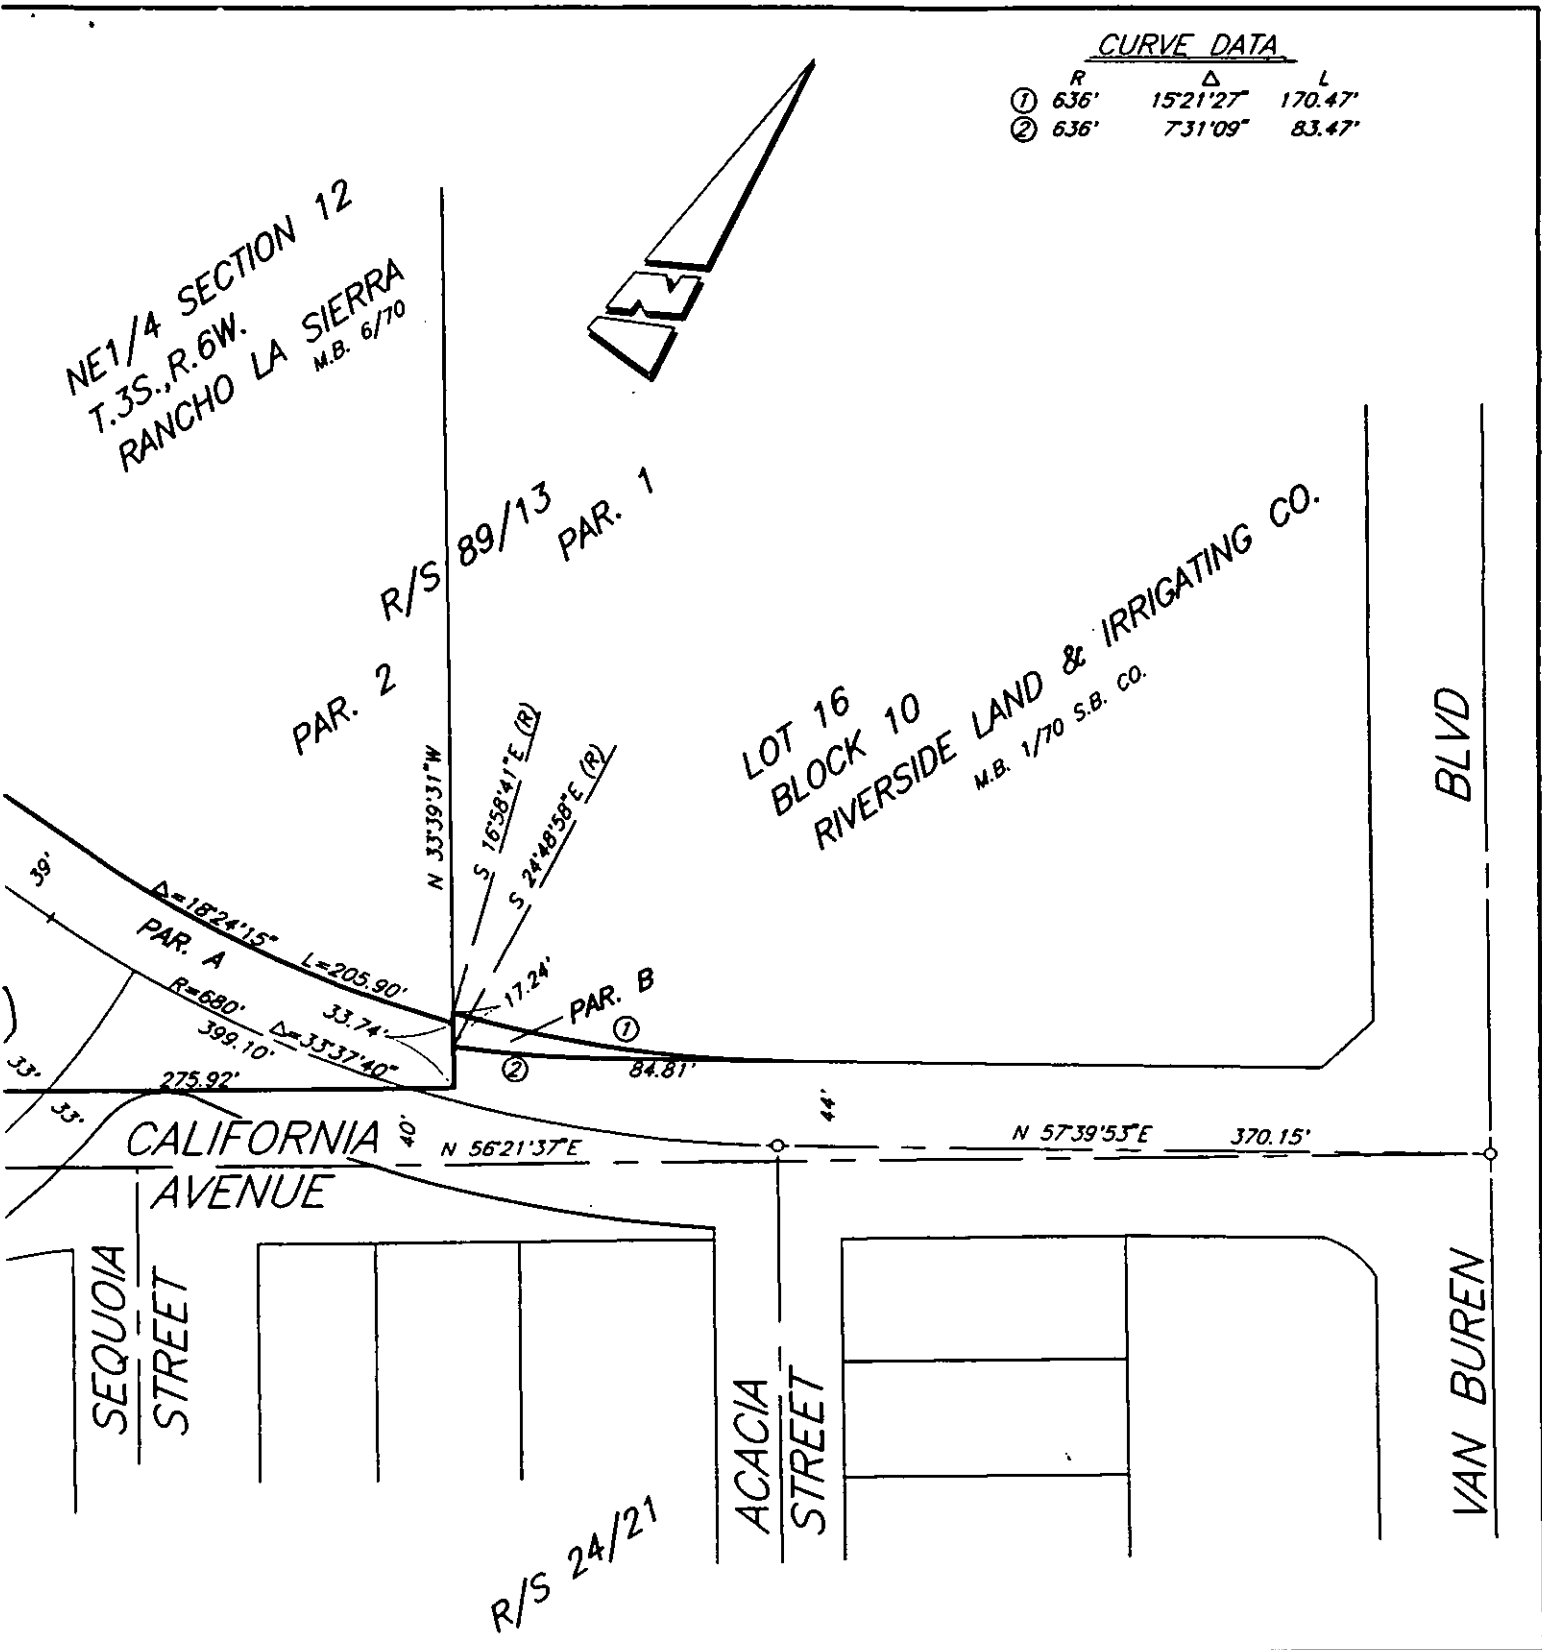 CURVE DATA
R Δ L
① 636' 15°21'27" 170.47'
② 636' 7°31'09" 83.47'
N
NE1/4 SECTION 12
T.3S.,R.6W.
RANCHO LA SIERRA
M.B. 6/70
R/S 89/13
PAR. 1
PAR. 2
LOT 16
BLOCK 10
RIVERSIDE LAND & IRRIGATING CO.
M.B. 1/70 S.B. CO.
N 33°39'31"W
S 16°58'41"E (R)
S 24°48'58"E (R)
39'
Δ=18°24'15"
L=205.90'
PAR. A
R=680'
399.10'
Δ=33°37'40"
33.74'
17.24'
PAR. B
①
②
84.81'
)
33'
33'
275.92'
40'
44'
CALIFORNIA
AVENUE
N 56°21'37"E
N 57°39'53"E
370.15'
SEQUOIA
STREET
ACACIA
STREET
VAN BUREN
BLVD
R/S 24/21